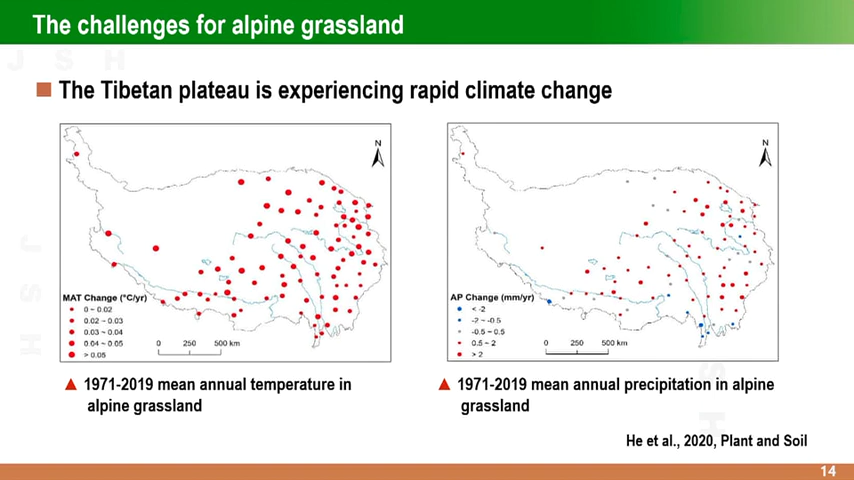 The challenges for alpine grassland
J S H
The Tibetan plateau is experiencing rapid climate change
N
MAT Change (°C/yr)
0 ~ 0.02
0.02 ~ 0.03
0.03 ~ 0.04
0.04 ~ 0.05
> 0.05
0 250 500 km
N
AP Change (mm/yr)
< -2
-2 ~ -0.5
-0.5 ~ 0.5
0.5 ~ 2
> 2
0 250 500 km
J S H
▲ 1971-2019 mean annual temperature in
alpine grassland
▲ 1971-2019 mean annual precipitation in alpine
grassland
S H
He et al., 2020, Plant and Soil
14